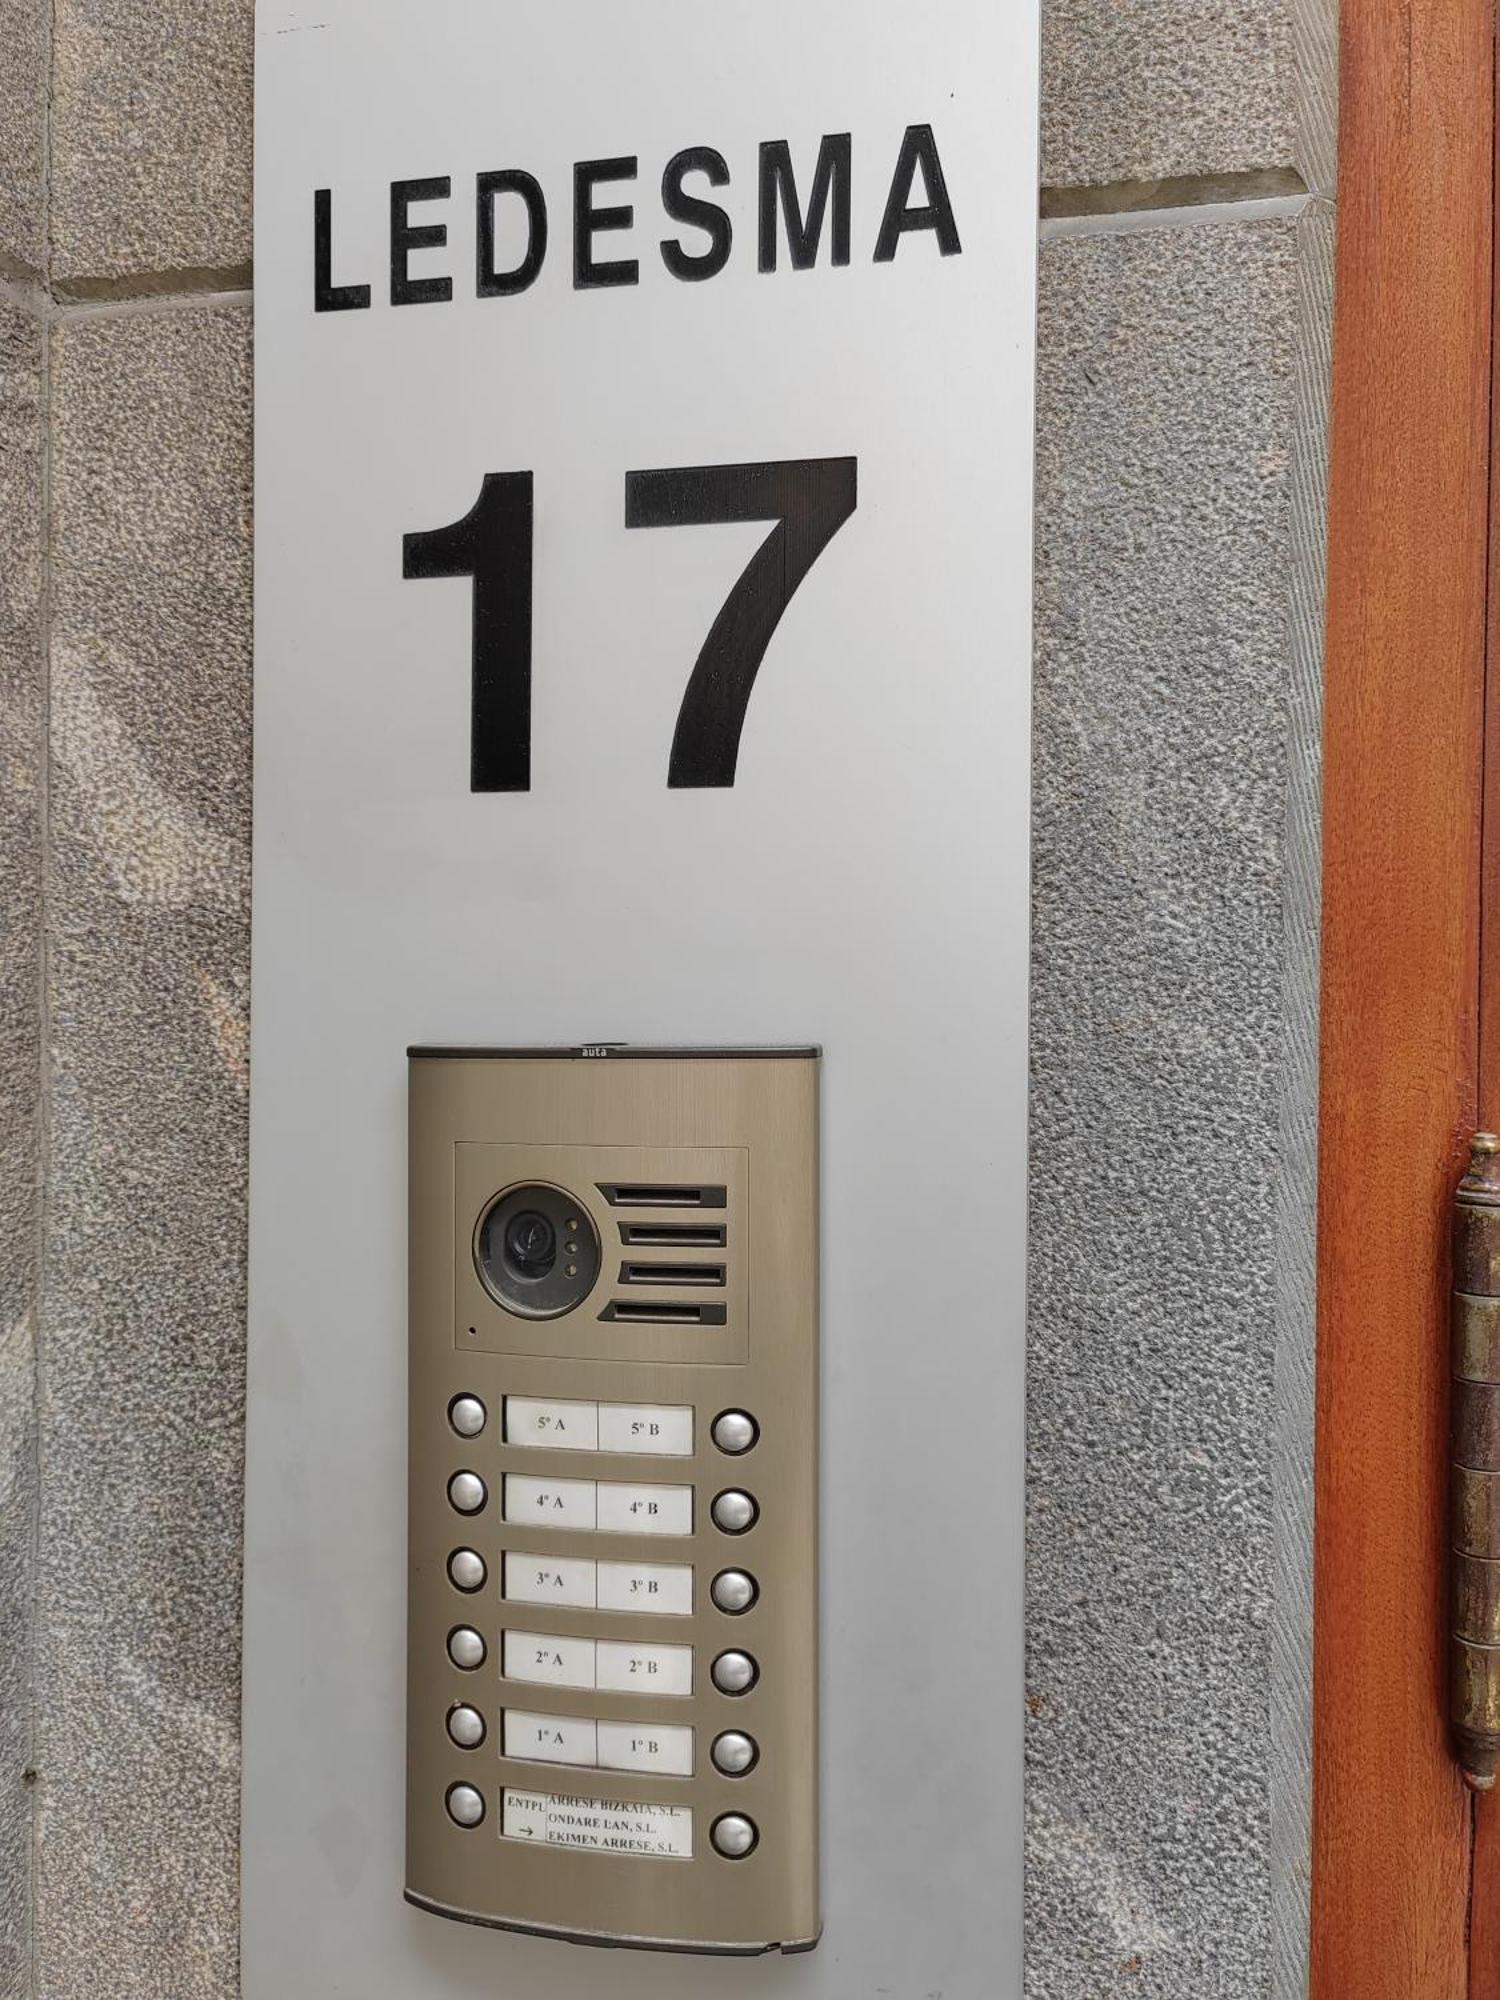 LEDESMA
17
auta
5º A 5º B
4º A 4º B
3º A 3º B
2º A 2º B
1º A 1º B
ENTPL ARRESE BIZKAIA, S.L.
→ ONDARE LAN, S.L.
EKIMEN ARRESE, S.L.